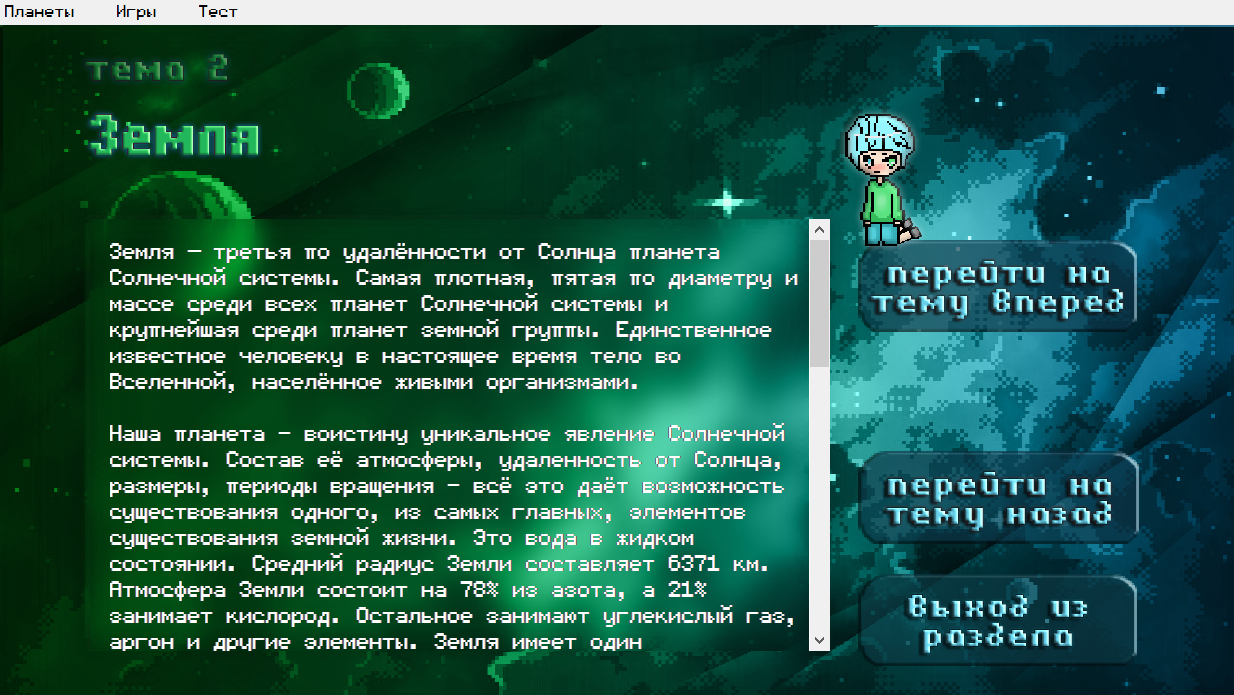 Планеты Игры Тест
тема 2
Земля
Земля – третья по удалённости от Солнца планета
Солнечной системы. Самая плотная, пятая по диаметру и
массе среди всех планет Солнечной системы и
крупнейшая среди планет земной группы. Единственное
известное человеку в настоящее время тело во
Вселенной, населённое живыми организмами.
Наша планета – воистину уникальное явление Солнечной
системы. Состав её атмосферы, удаленность от Солнца,
размеры, периоды вращения – всё это даёт возможность
существования одного, из самых главных, элементов
существования земной жизни. Это вода в жидком
состоянии. Средний радиус Земли составляет 6371 км.
Атмосфера Земли состоит на 78% из азота, а 21%
занимает кислород. Остальное занимают углекислый газ,
аргон и другие элементы. Земля имеет один
перейти на
тему вперед
перейти на
тему назад
выход из
раздела